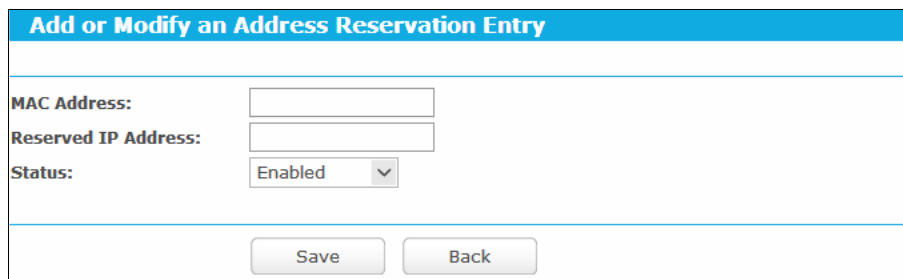 Add or Modify an Address Reservation Entry
MAC Address:
Reserved IP Address:
Status: Enabled
Save Back